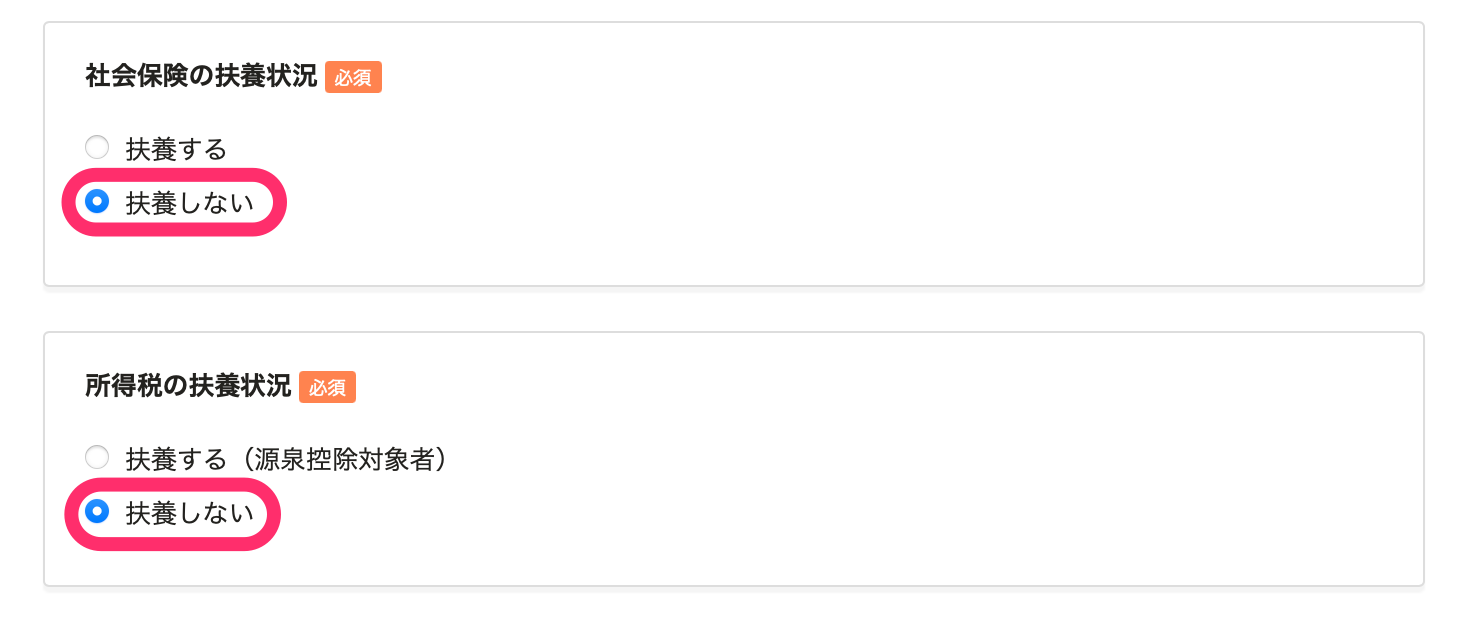 社会保険の扶養状況 必須
扶養する
扶養しない
所得税の扶養状況 必須
扶養する（源泉控除対象者）
扶養しない